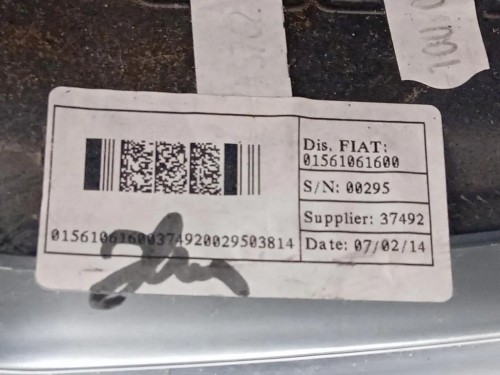 Dis. FIAT:
01561061600
S/N: 00295
Supplier: 37492
Date: 07/02/14
01561061600374920029503814